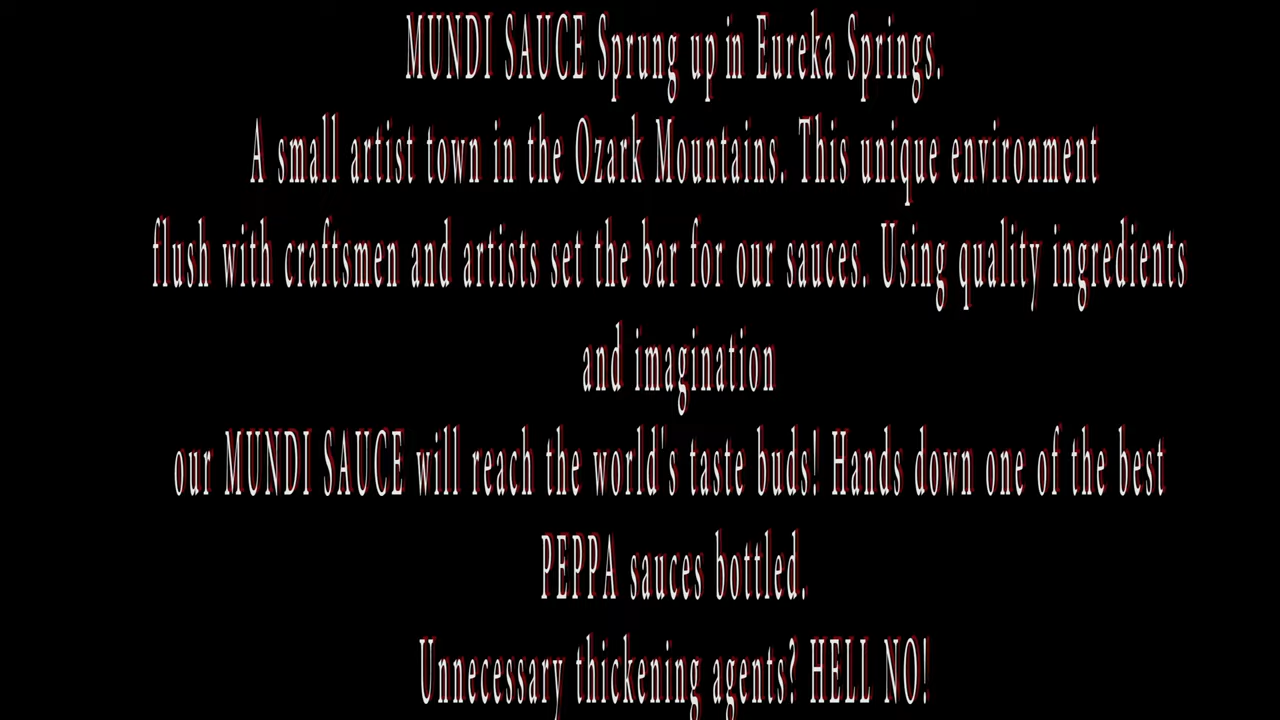 MUNDI SAUCE Sprung up in Eureka Springs.
A small artist town in the Ozark Mountains. This unique environment
flush with craftsmen and artists set the bar for our sauces. Using quality ingredients
and imagination
our MUNDI SAUCE will reach the world's taste buds! Hands down one of the best
PEPPA sauces bottled.
Unnecessary thickening agents? HELL NO!